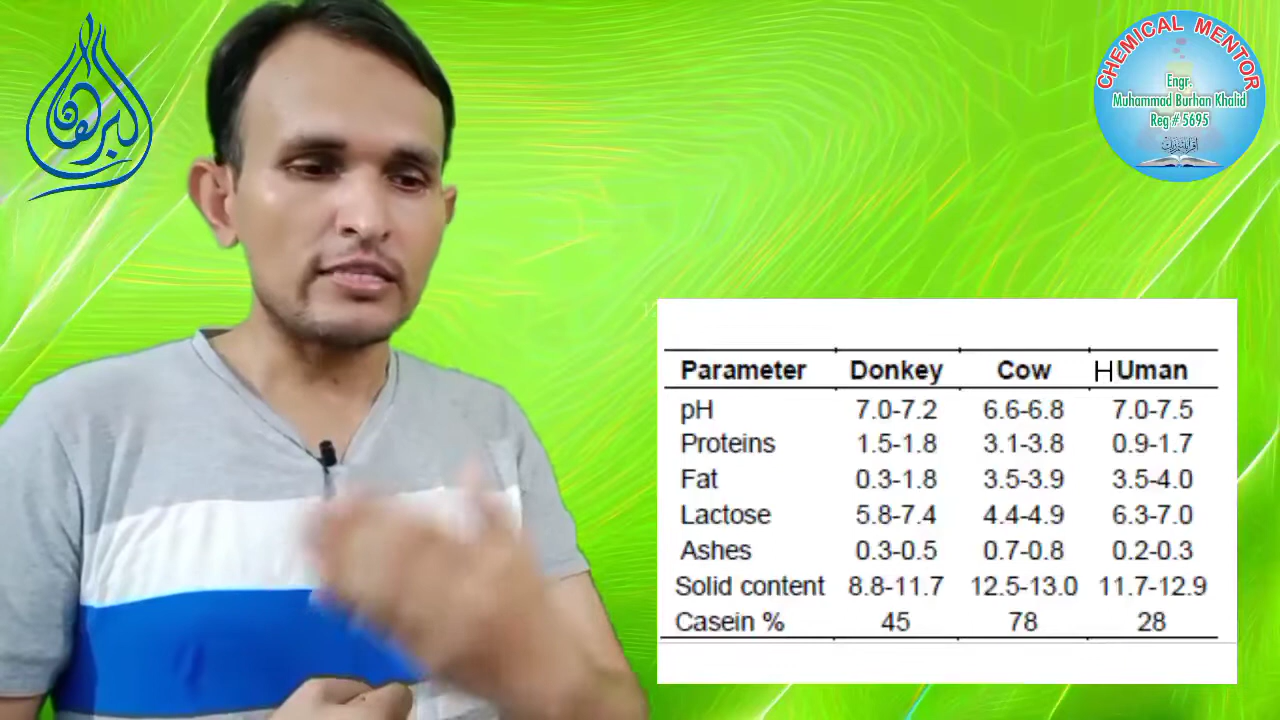 البرهان
CHEMICAL MENTOR
Engr.
Muhammad Burhan Khalid
Reg # 5695
Parameter Donkey Cow HUman
pH 7.0-7.2 6.6-6.8 7.0-7.5
Proteins 1.5-1.8 3.1-3.8 0.9-1.7
Fat 0.3-1.8 3.5-3.9 3.5-4.0
Lactose 5.8-7.4 4.4-4.9 6.3-7.0
Ashes 0.3-0.5 0.7-0.8 0.2-0.3
Solid content 8.8-11.7 12.5-13.0 11.7-12.9
Casein % 45 78 28